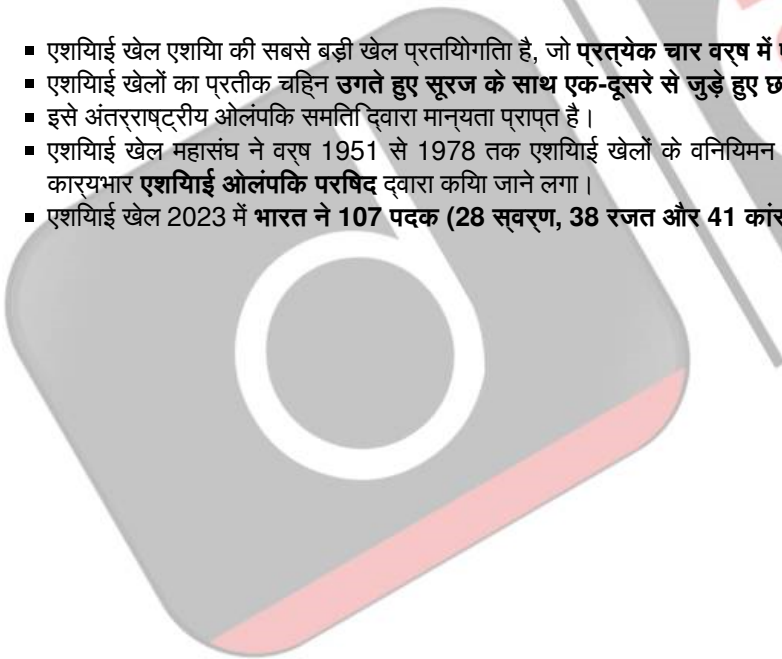 ▪ एशियाई खेल एशिया की सबसे बड़ी खेल प्रतियोगिता है, जो प्रत्येक चार वर्ष में
▪ एशियाई खेलों का प्रतीक चिह्न उगते हुए सूरज के साथ एक-दूसरे से जुड़े हुए
▪ इसे अंतर्राष्ट्रीय ओलंपिक समिति द्वारा मान्यता प्राप्त है।
▪ एशियाई खेल महासंघ ने वर्ष 1951 से 1978 तक एशियाई खेलों के विनियमन
कार्यभार एशियाई ओलंपिक परिषद द्वारा किया जाने लगा।
▪ एशियाई खेल 2023 में भारत ने 107 पदक (28 स्वर्ण, 38 रजत और 41